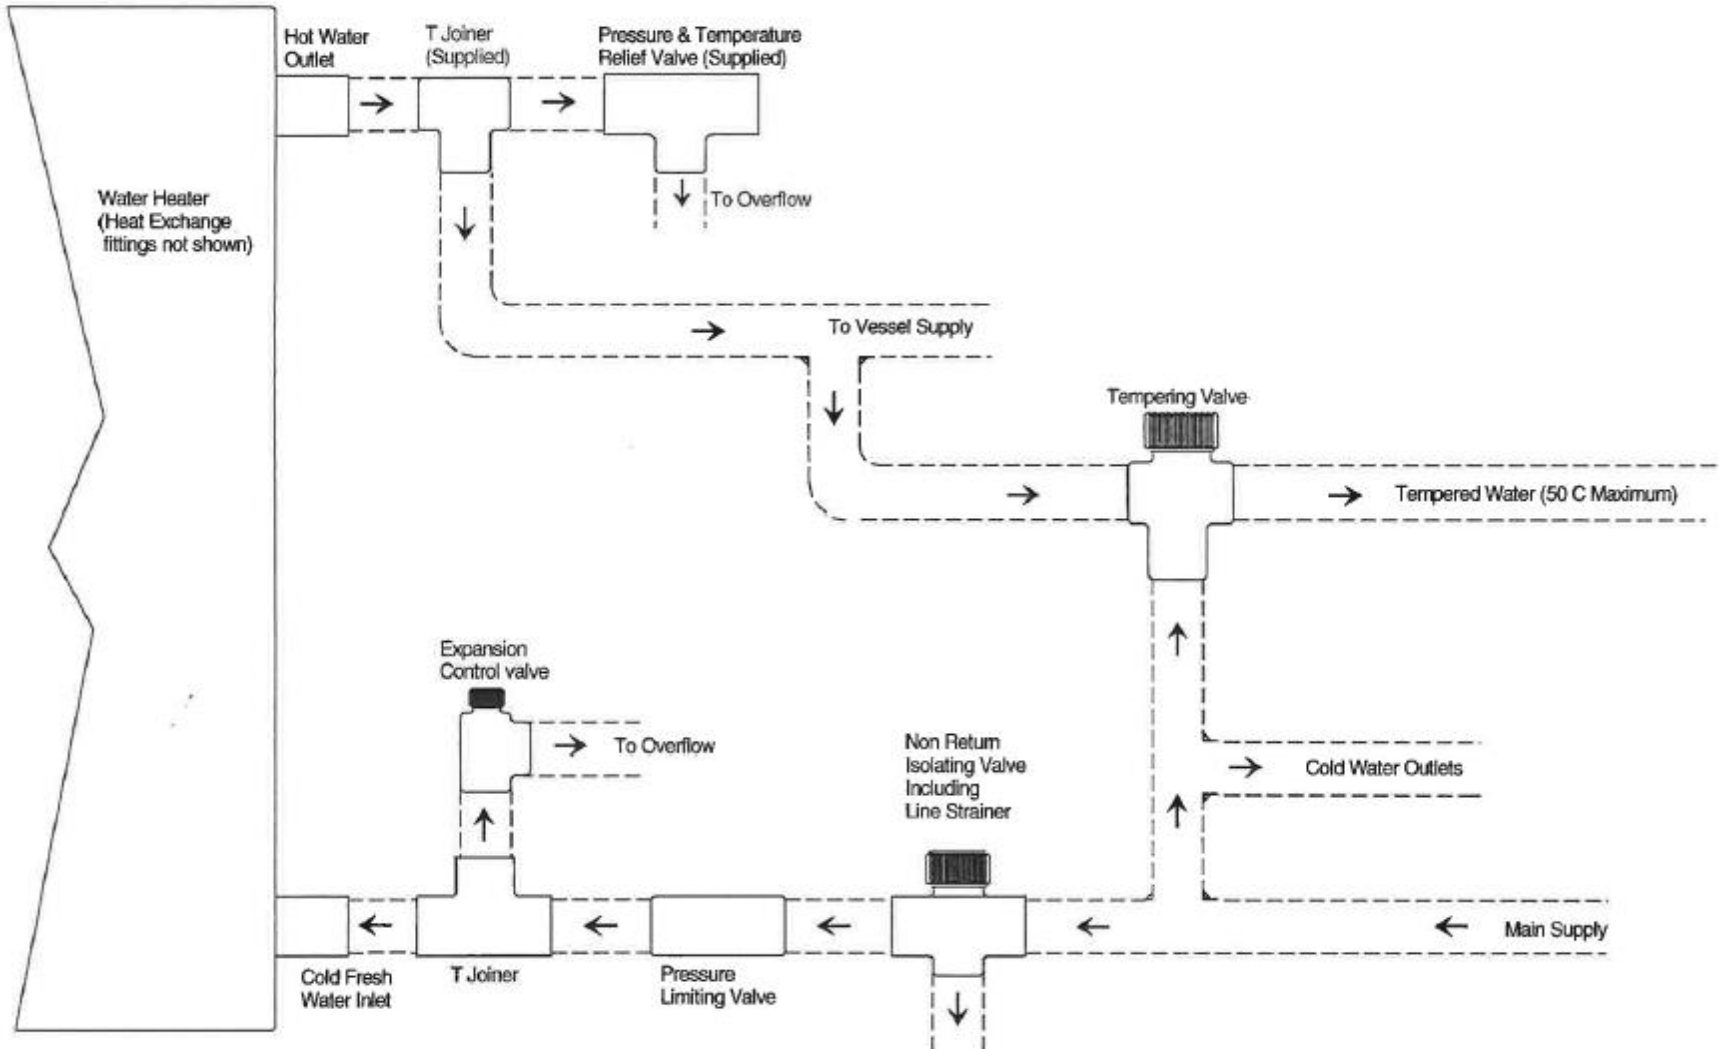 Hot Water
Outlet
T Joiner
(Supplied)
Pressure & Temperature
Relief Valve (Supplied)
Water Heater
(Heat Exchange
fittings not shown)
To Overflow
To Vessel Supply
Tempering Valve
Tempered Water (50 C Maximum)
Expansion
Control valve
To Overflow
Non Return
Isolating Valve
Including
Line Strainer
Cold Water Outlets
Main Supply
Cold Fresh
Water Inlet
T Joiner
Pressure
Limiting Valve